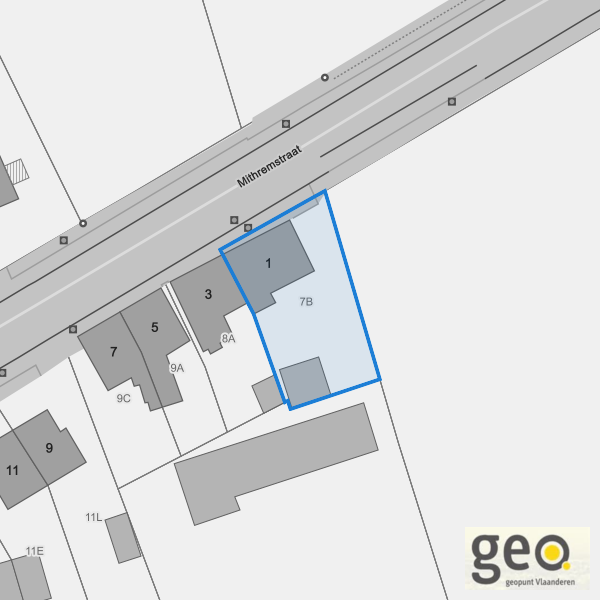 Mithremstraat
1
7B
3
8A
5
9A
7
9C
9
11
11L
11E
geo
geopunt Vlaanderen